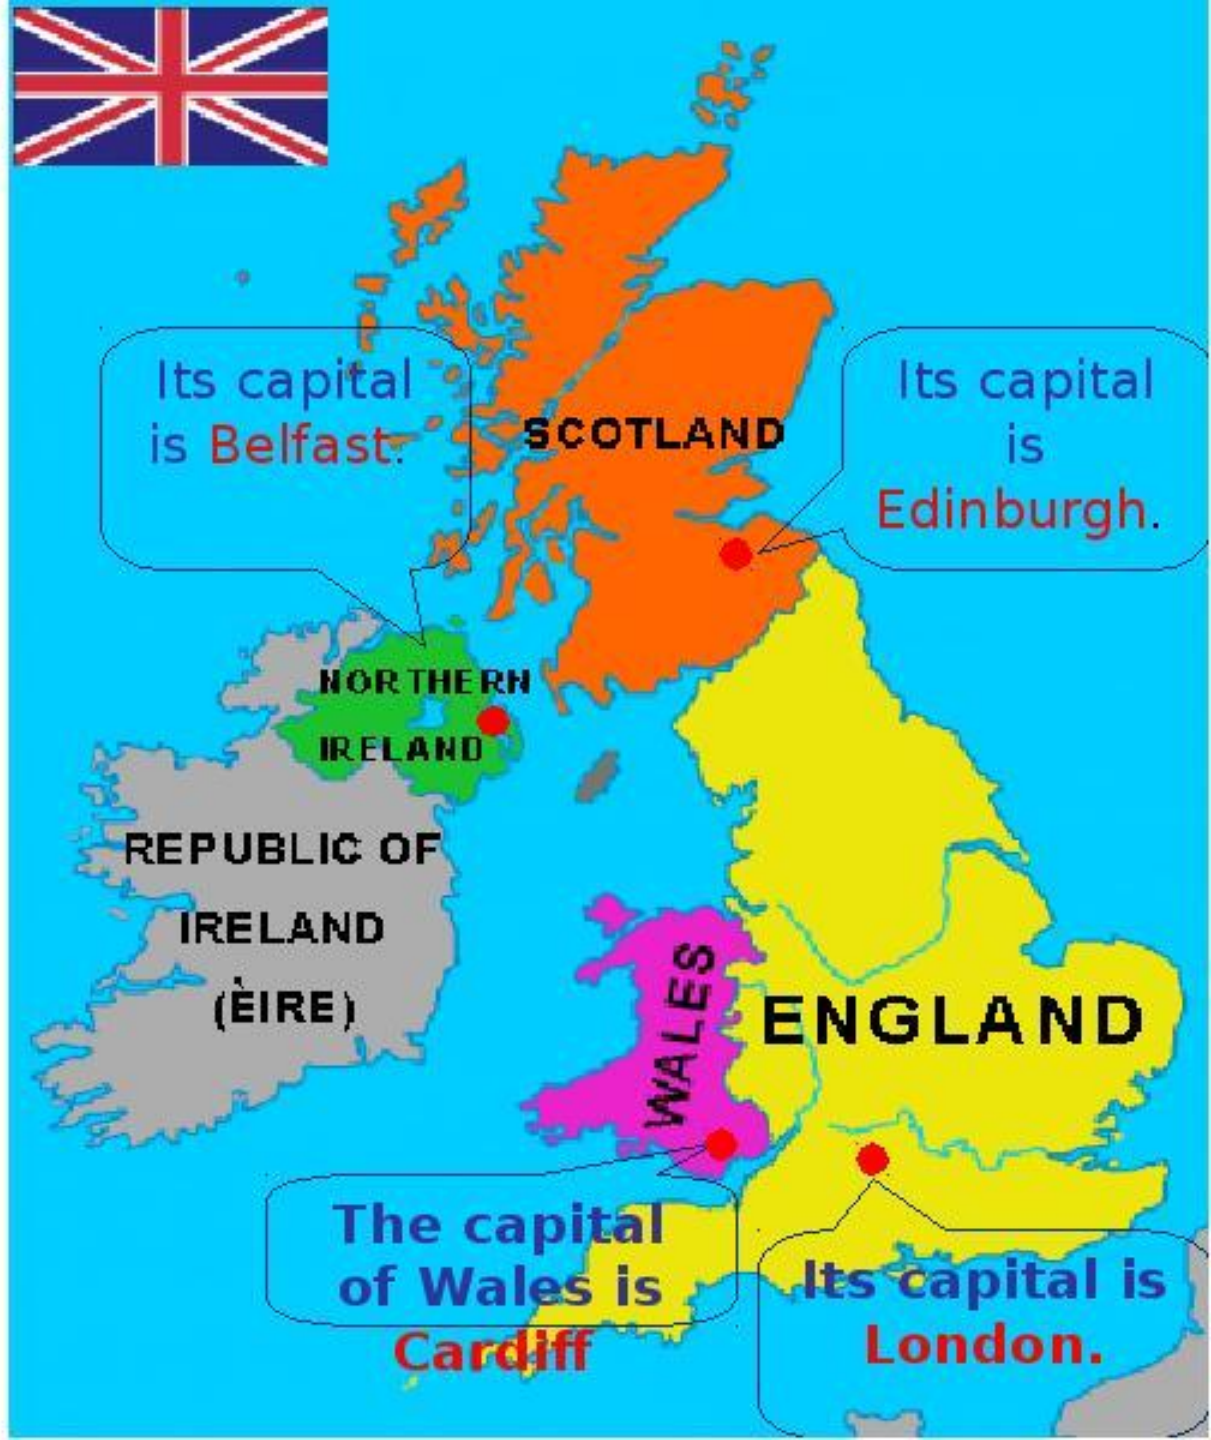 Its capital
is Belfast.
SCOTLAND
Its capital
is
Edinburgh.
NORTHERN
IRELAND
REPUBLIC OF
IRELAND
(ÈIRE)
WALES
ENGLAND
The capital
of Wales is
Cardiff
Its capital is
London.